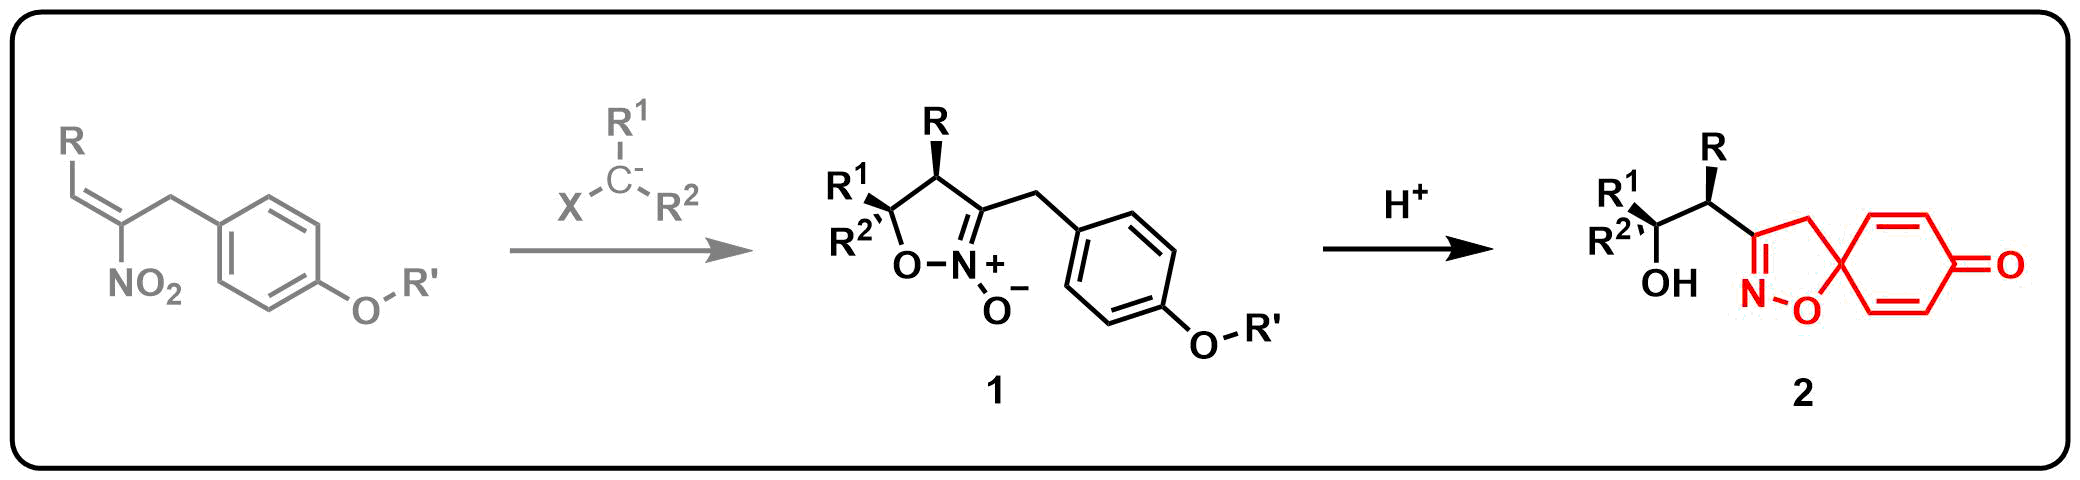 R
NO2
O
R'
R1
C-
X
R2
R
R1
R2
O
N+
O−
O
R'
1
H+
R
R1
R2
OH
N
O
O
2